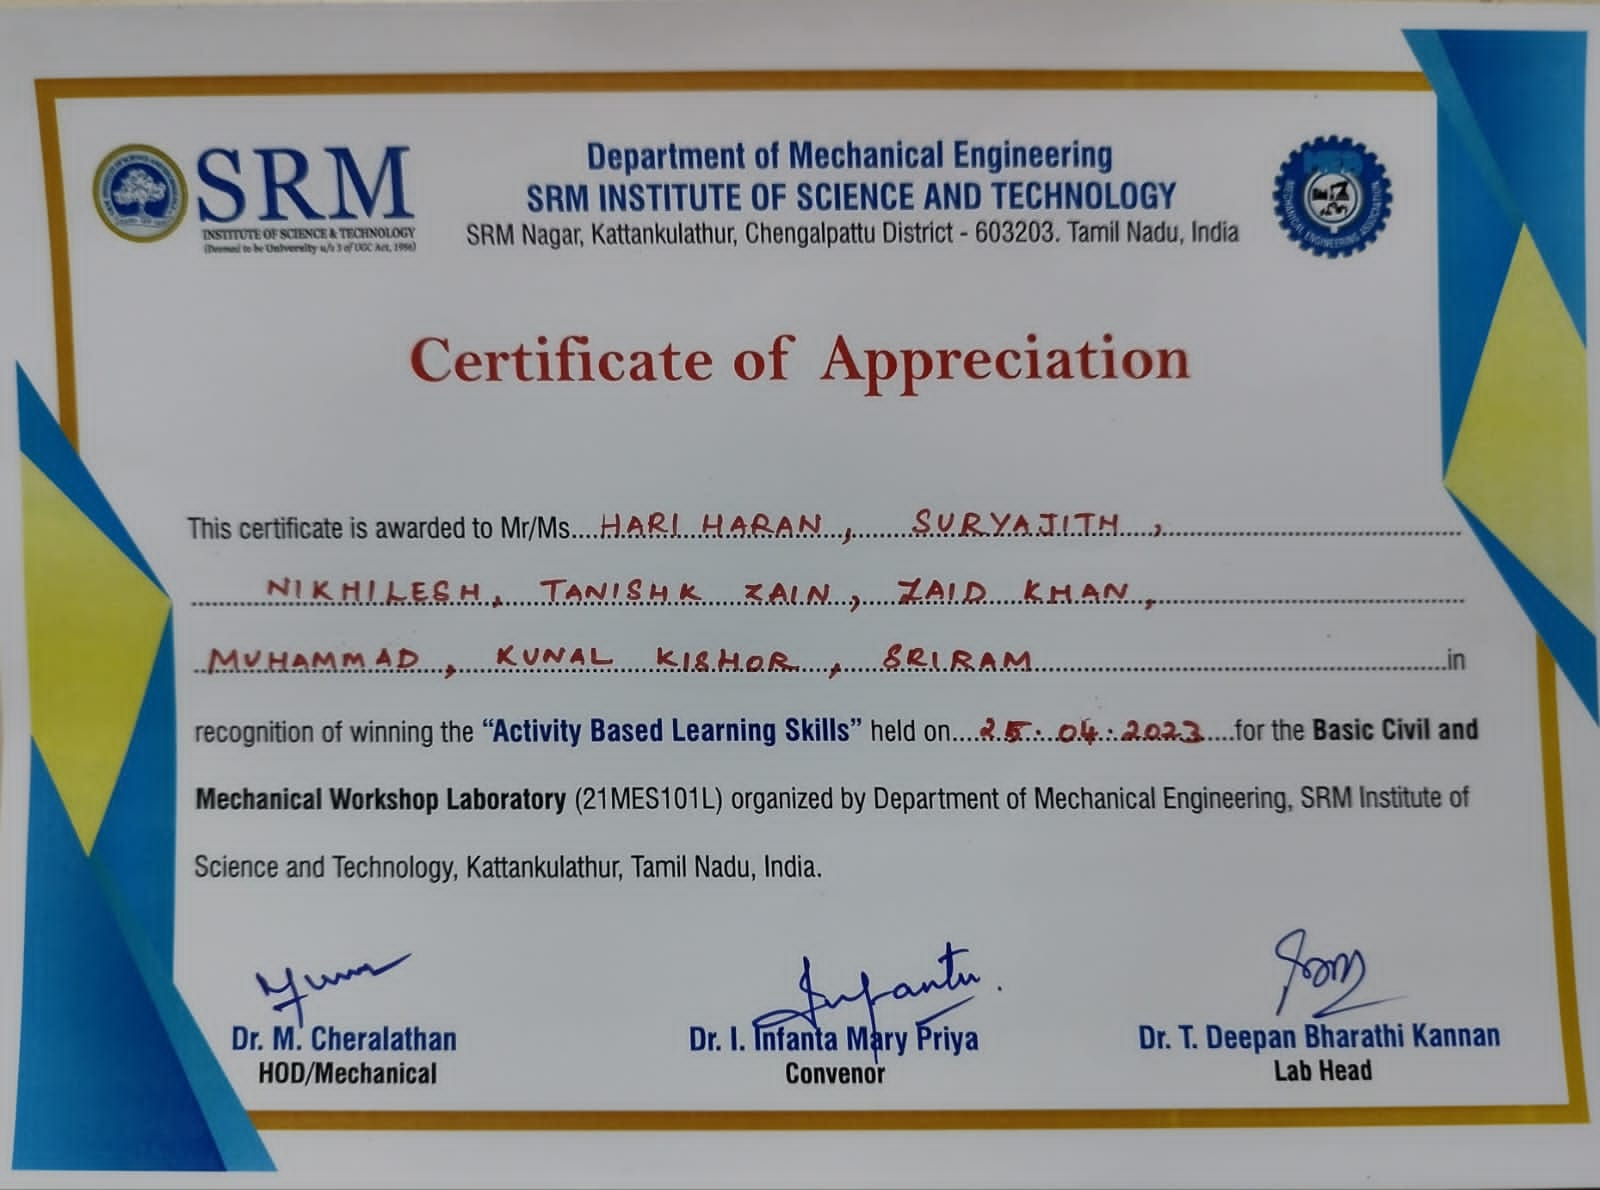 SRM
INSTITUTE OF SCIENCE & TECHNOLOGY
(Deemed to be University u/s 3 of UGC Act, 1956)
Department of Mechanical Engineering
SRM INSTITUTE OF SCIENCE AND TECHNOLOGY
SRM Nagar, Kattankulathur, Chengalpattu District - 603203. Tamil Nadu, India
MECHANICAL ENGINEERING ASSOCIATION
Certificate of Appreciation
This certificate is awarded to Mr/Ms....HARI HARAN, SURYAJITH,
NIKHILESH, TANISHK ZAIN, ZAID KHAN,
MUHAMMAD, KUNAL KISHOR, SRIRAM in
recognition of winning the “Activity Based Learning Skills” held on....25.04.2023....for the Basic Civil and
Mechanical Workshop Laboratory (21MES101L) organized by Department of Mechanical Engineering, SRM Institute of
Science and Technology, Kattankulathur, Tamil Nadu, India.
Dr. M. Cheralathan
HOD/Mechanical
Dr. I. Infanta Mary Priya
Convenor
Dr. T. Deepan Bharathi Kannan
Lab Head